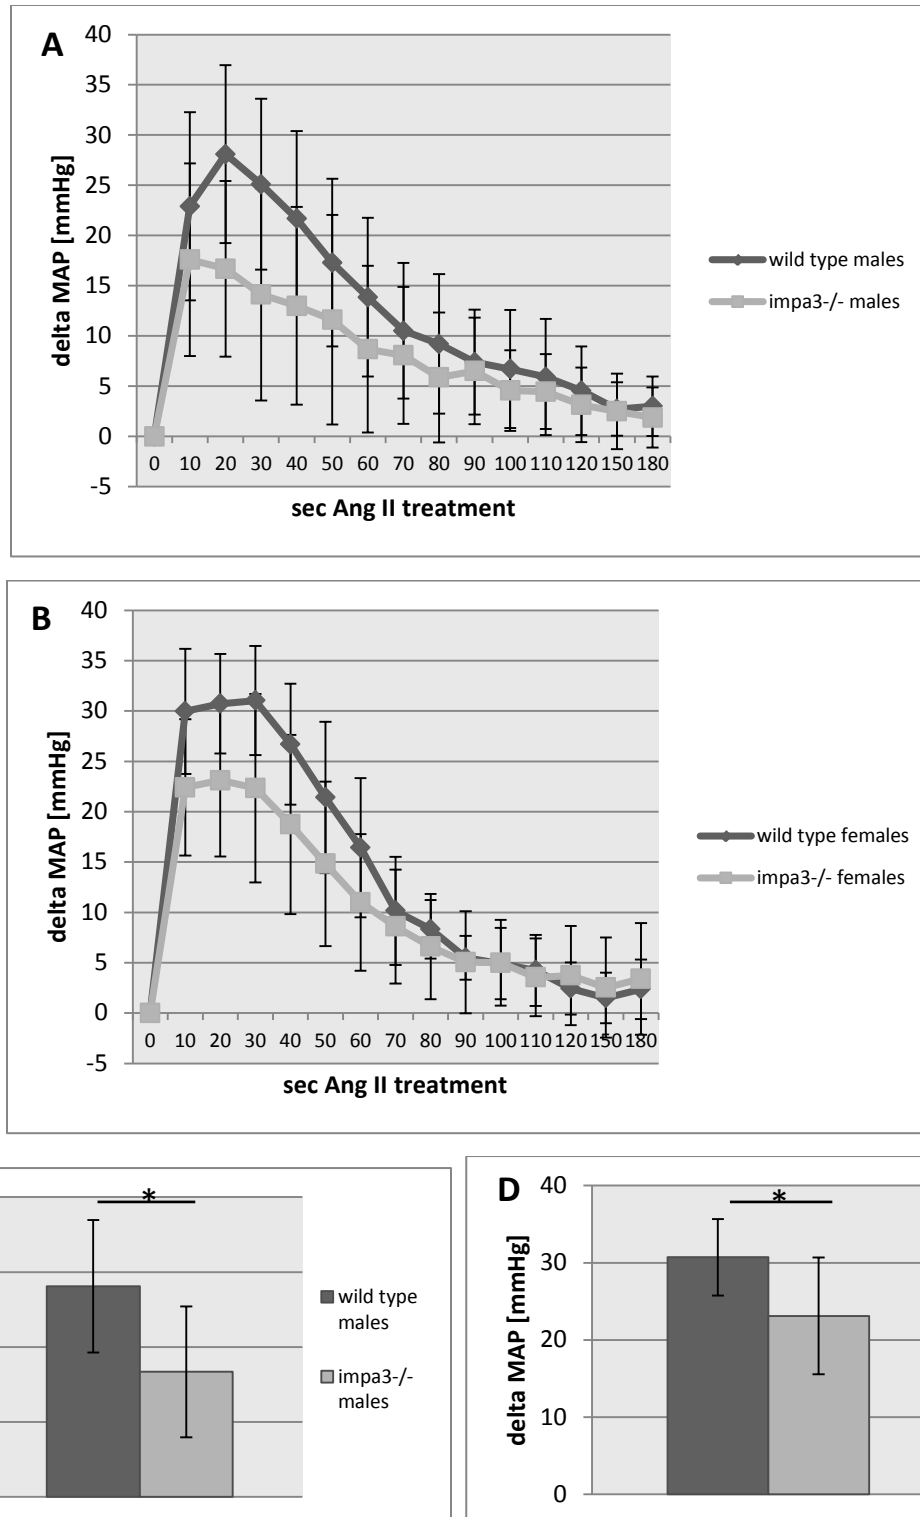 A
40
35
30
25
20
15
10
5
0
-5
delta MAP [mmHg]
0 10 20 30 40 50 60 70 80 90 100 110 120 150 180
sec Ang II treatment
wild type males
impa3-/- males
B
40
35
30
25
20
15
10
5
0
-5
delta MAP [mmHg]
0 10 20 30 40 50 60 70 80 90 100 110 120 150 180
sec Ang II treatment
wild type females
impa3-/- females
*
wild type
males
impa3-/-
males
D
40
30
20
10
0
delta MAP [mmHg]
*